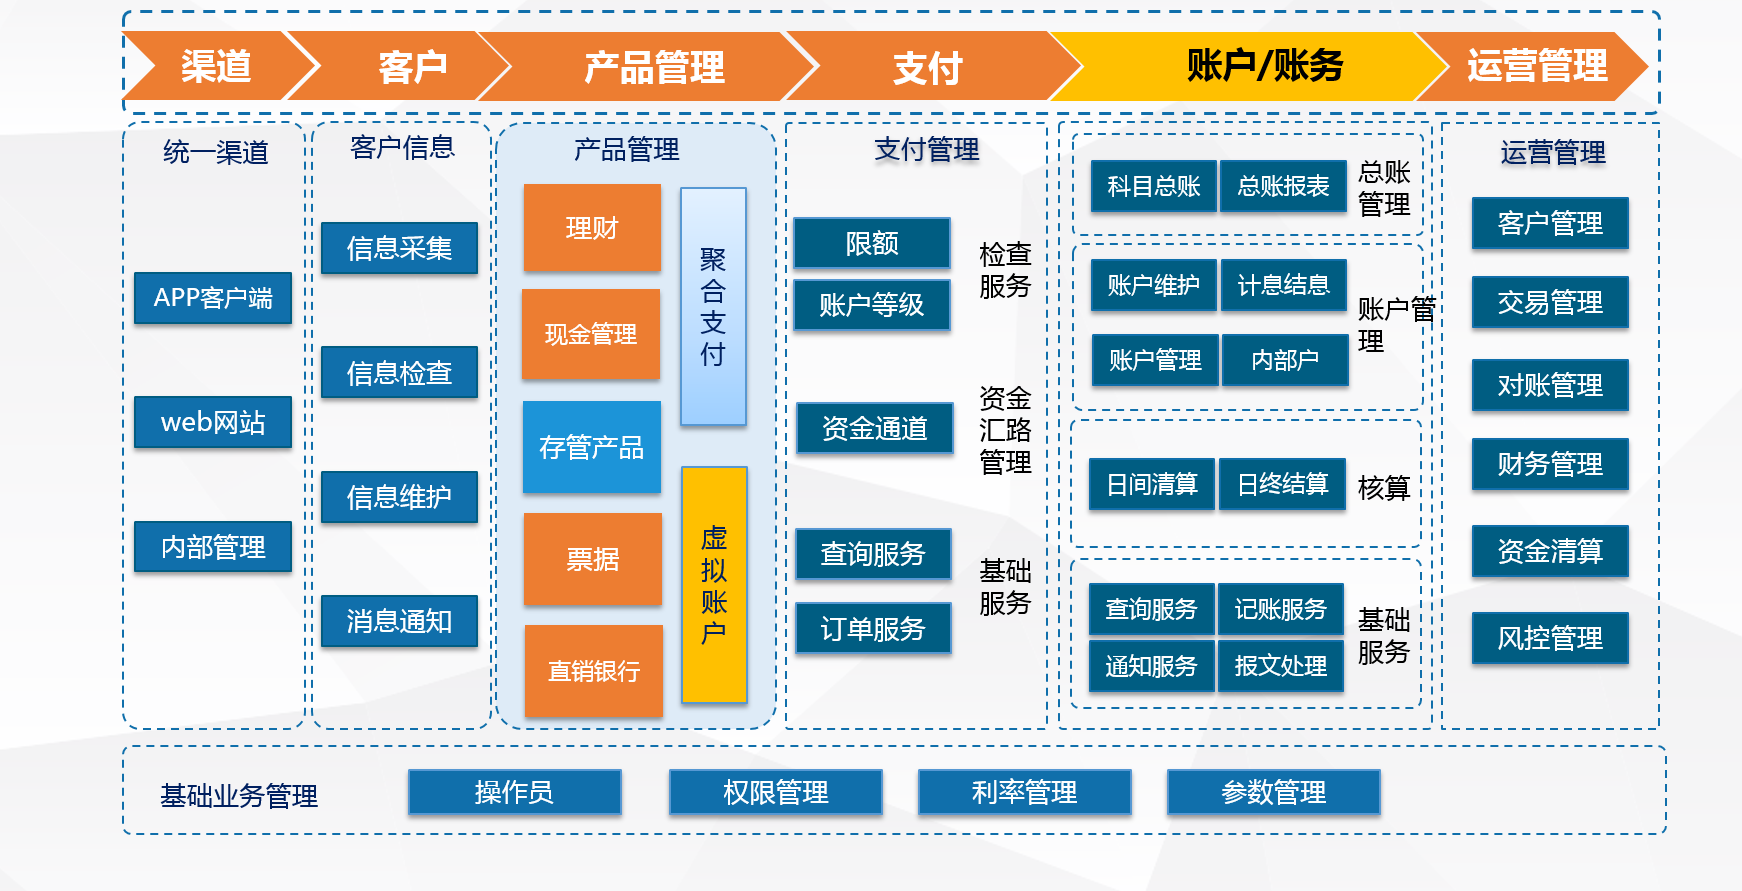 渠道
客户
产品管理
支付
账户/账务
运营管理
统一渠道
APP客户端
web网站
内部管理
客户信息
信息采集
信息检查
信息维护
消息通知
产品管理
理财
现金管理
存管产品
票据
直销银行
聚
合
支
付
虚
拟
账
户
支付管理
限额
账户等级
检查
服务
资金通道
资金
汇路
管理
查询服务
订单服务
基础
服务
科目总账
总账报表
总账
管理
账户维护
计息结息
账户管理
内部户
账户管
理
日间清算
日终结算
核算
查询服务
记账服务
通知服务
报文处理
基础
服务
运营管理
客户管理
交易管理
对账管理
财务管理
资金清算
风控管理
基础业务管理
操作员
权限管理
利率管理
参数管理